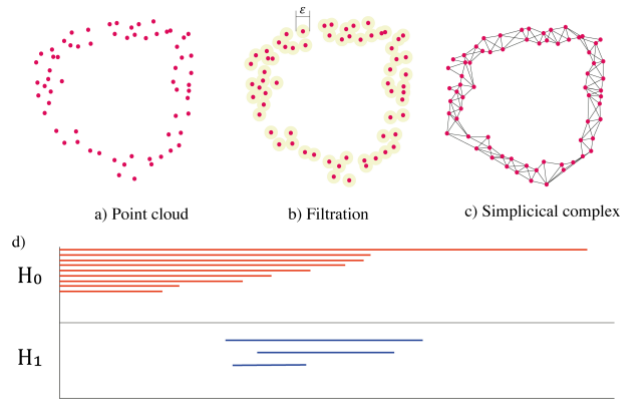 ε
a) Point cloud
b) Filtration
c) Simplicical complex
d)
H₀
H₁